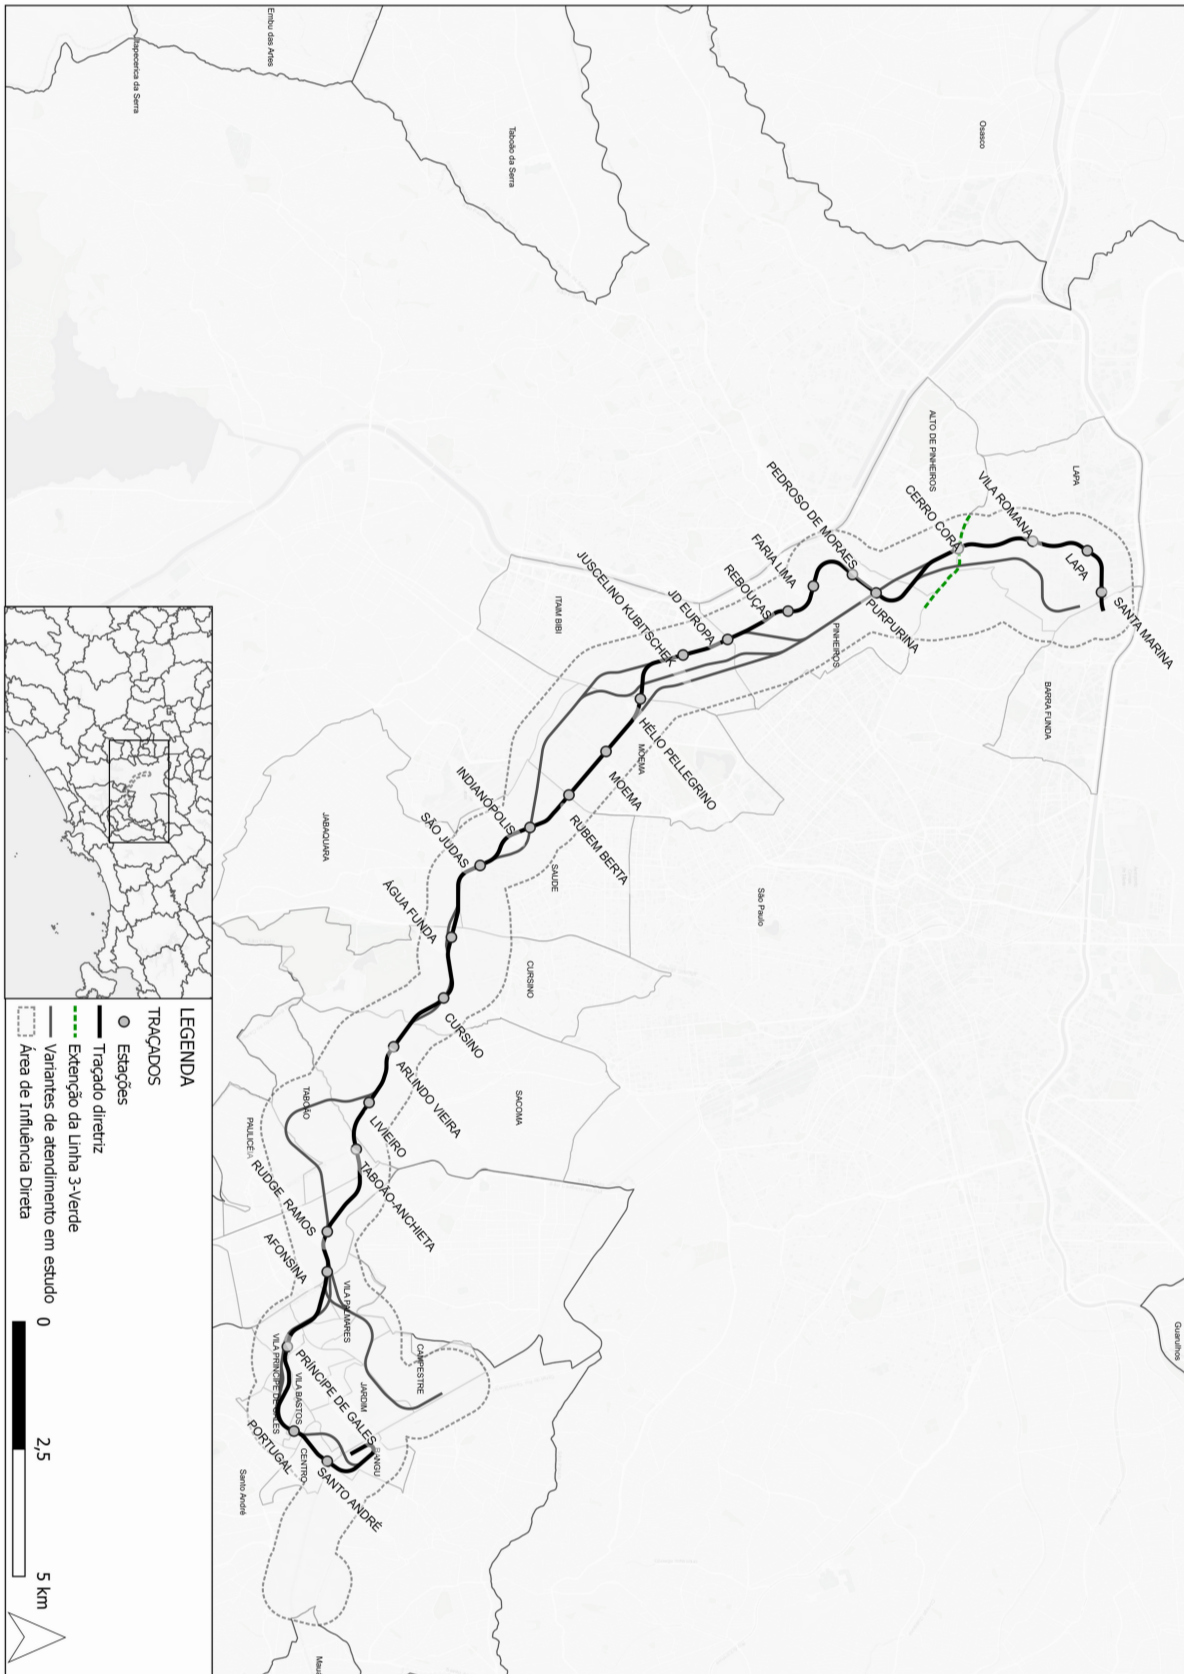 Embu das Artes
Itapecerica da Serra
Taboão da Serra
Osasco
ALTO DE PINHEIROS
LAPA
SANTA MARINA
LAPA
VILA ROMANA
CERRO CORÁ
PURPURINA
PEDROSO DE MORAES
FARIA LIMA
REBOUÇAS
JD EUROPA
JUSCELINO KUBITSCHEK
PINHEIROS
BARRA FUNDA
ITAIM BIBI
HÉLIO PELLEGRINO
MOEMA
MOEMA
RUBEM BERTA
INDIANÓPOLIS
SÃO JUDAS
SAUDE
São Paulo
JABAQUARA
ÁGUA FUNDA
CURSINO
CURSINO
ARLINDO VIEIRA
SACOMA
LIVIEIRO
TABOÃO
PAULICÉIA
TABOÃO-ANCHIETA
RUDGE RAMOS
AFONSINA
VILA PALMARES
CAMPESTRE
Guarulhos
PRÍNCIPE DE GALES
VILA PRINCIPE DE GALES
VILA BASTOS
JARDIM
PORTUGAL
CENTRO
SANTO ANDRÉ
Santo André
LEGENDA
TRAÇADOS
Estações
Traçado diretriz
Extenção da Linha 3-Verde
Variantes de atendimento em estudo
Área de Influência Direta
0 2,5 5 km